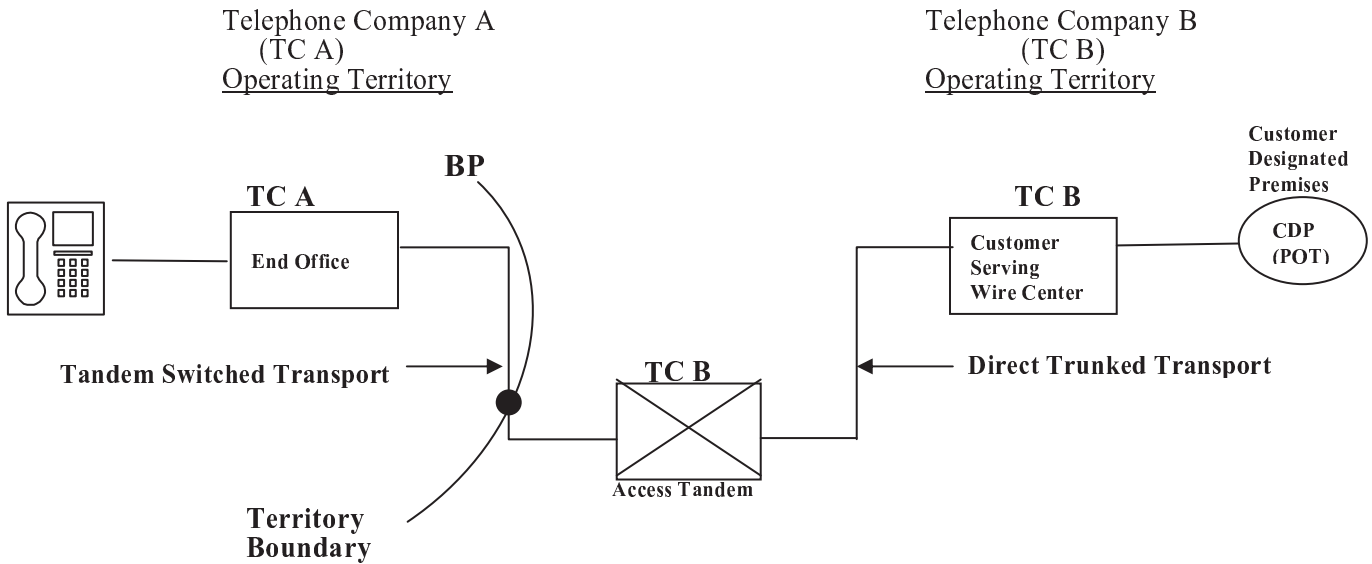 Telephone Company A
(TC A)
Operating Territory
Telephone Company B
(TC B)
Operating Territory
BP
TC A
End Office
TC B
Customer
Serving
Wire Center
Customer
Designated
Premises
CDP
(POT)
Tandem Switched Transport
TC B
Access Tandem
Direct Trunked Transport
Territory
Boundary